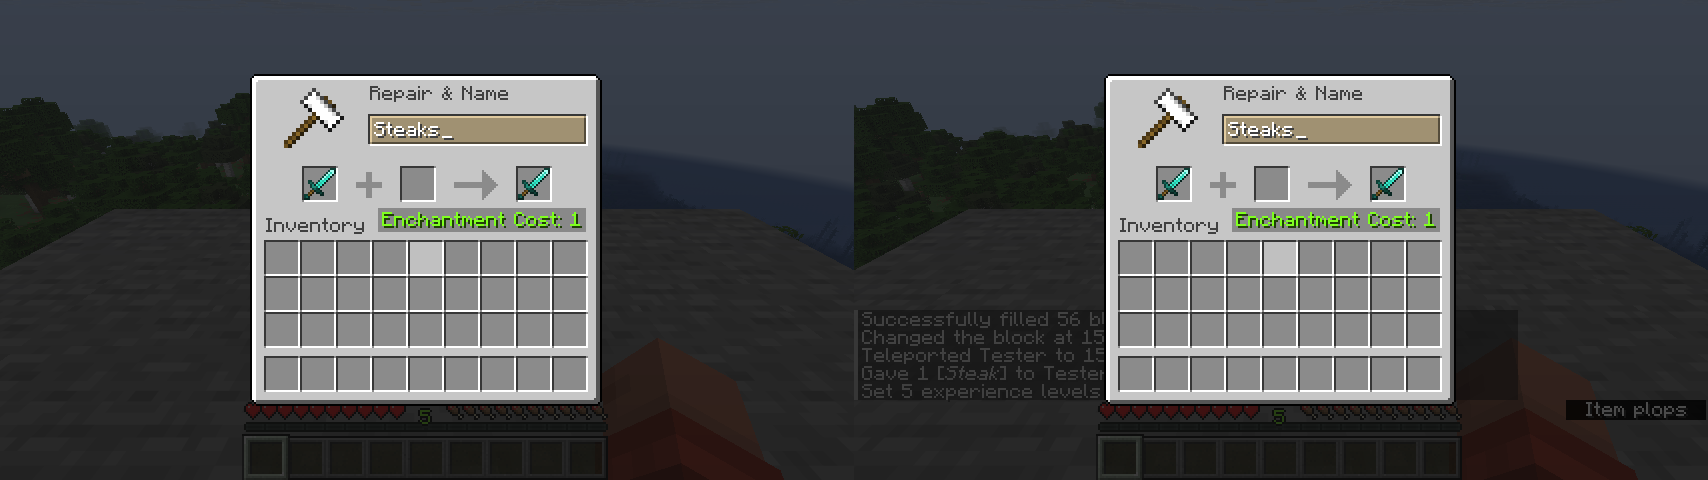 Repair & Name
Steaks_
Inventory
Enchantment Cost: 1
5
Repair & Name
Steaks_
Inventory
Enchantment Cost: 1
Successfully filled 56 bl
Changed the block at 15
Teleported Tester to 15
Gave 1 [Steak] to Tester
Set 5 experience levels
5
Item plops